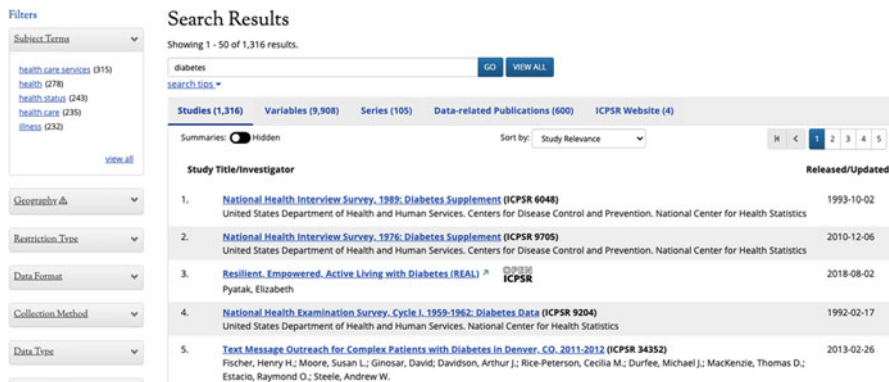 Filters
Subject Terms
health care services (315)
health (278)
health status (243)
health care (235)
illness (232)
view all
Geography
Restriction Type
Data Format
Collection Method
Data Type
Search Results
Showing 1 - 50 of 1,316 results.
diabetes
GO
VIEW ALL
search tips
Studies (1,316) Variables (9,908) Series (105) Data-related Publications (600) ICPSR Website (4)
Summaries: Hidden Sort by: Study Relevance 1 2 3 4 5
Study Title/Investigator Released/Updated
1. National Health Interview Survey, 1989: Diabetes Supplement (ICPSR 6048) 1993-10-02
United States Department of Health and Human Services. Centers for Disease Control and Prevention. National Center for Health Statistics
2. National Health Interview Survey, 1976: Diabetes Supplement (ICPSR 9705) 2010-12-06
United States Department of Health and Human Services. Centers for Disease Control and Prevention. National Center for Health Statistics
3. Resilient, Empowered, Active Living with Diabetes (REAL) OPEN ICPSR 2018-08-02
Pyatak, Elizabeth
4. National Health Examination Survey, Cycle I, 1959-1962: Diabetes Data (ICPSR 9204) 1992-02-17
United States Department of Health and Human Services. National Center for Health Statistics
5. Text Message Outreach for Complex Patients with Diabetes in Denver, CO, 2011-2012 (ICPSR 34352) 2013-02-26
Fischer, Henry H.; Moore, Susan L.; Ginosar, David; Davidson, Arthur J.; Rice-Peterson, Cecilia M.; Durfee, Michael J.; MacKenzie, Thomas D.;
Estacio, Raymond O.; Steele, Andrew W.